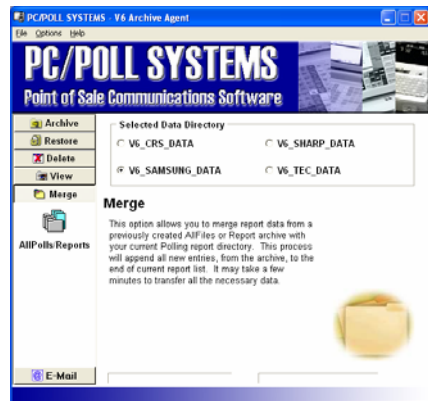 PC/POLL SYSTEMS - V6 Archive Agent
File Options Help
PC/POLL SYSTEMS
Point of Sale Communications Software
Archive
Restore
Delete
View
Merge
AllPolls/Reports
E-Mail
Selected Data Directory
V6_CRS_DATA
V6_SHARP_DATA
V6_SAMSUNG_DATA
V6_TEC_DATA
Merge
This option allows you to merge report data from a
previously created AllFiles or Report archive with
your current Polling report directory. This process
will append all new entries, from the archive, to the
end of current report list. It may take a few
minutes to transfer all the necessary data.